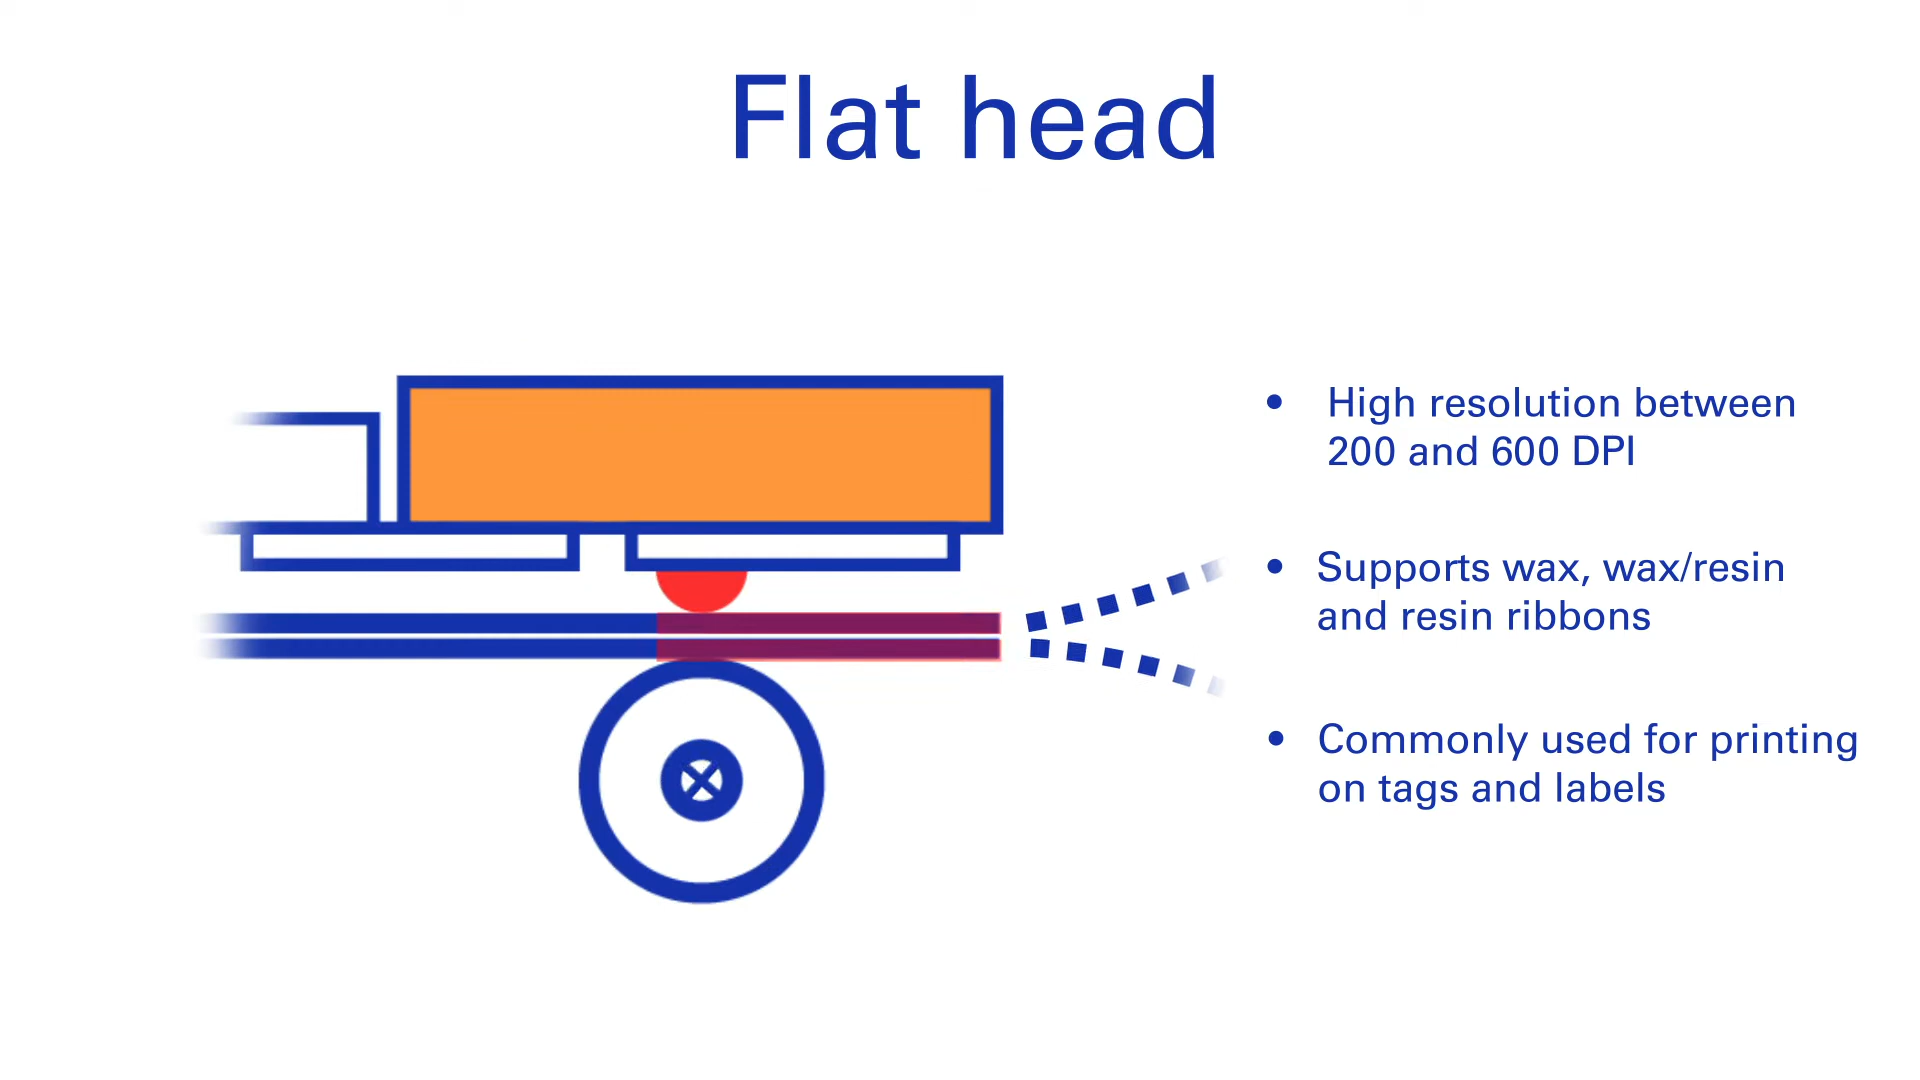 Flat head
• High resolution between
200 and 600 DPI
• Supports wax, wax/resin
and resin ribbons
• Commonly used for printing
on tags and labels